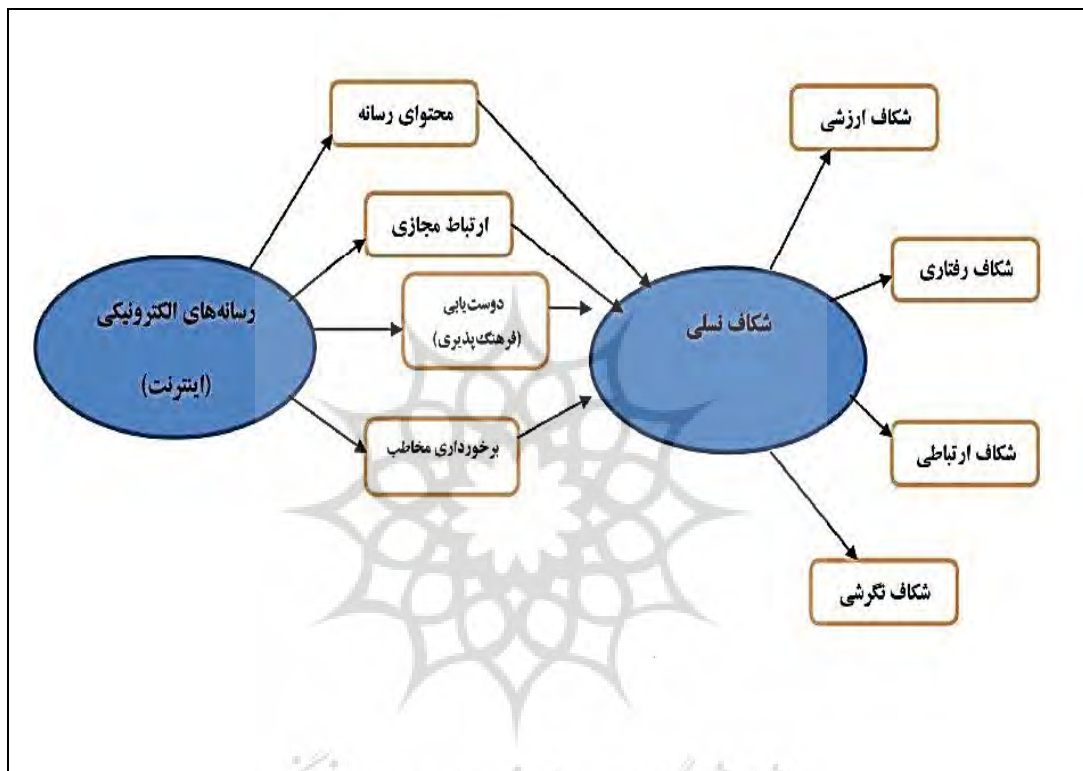 محتوای رسانه
شکاف ارزشی
ارتباط مجازی
شکاف رفتاری
رسانه‌های الکترونیکی
(اینترنت)
دوست‌یابی
(فرهنگ‌پذیری)
شکاف نسلی
برخورداری مخاطب
شکاف ارتباطی
شکاف نگرشی